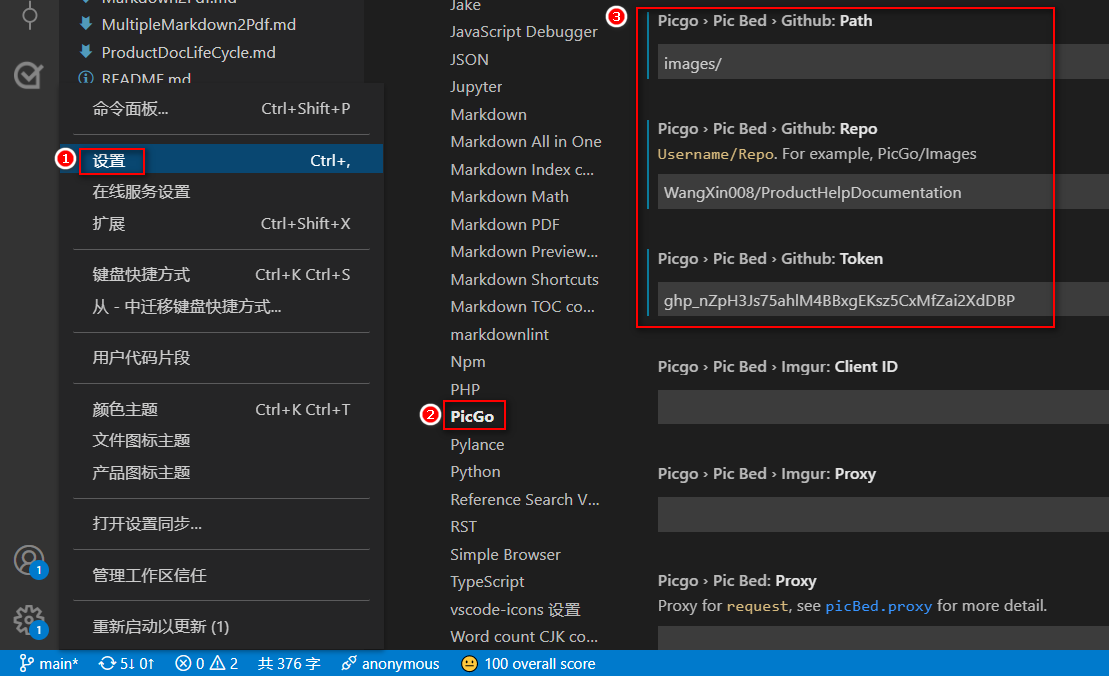 MarkdownToPdf.md
MultipleMarkdown2Pdf.md
ProductDocLifeCycle.md
README.md
命令面板... Ctrl+Shift+P
1 设置 Ctrl+,
在线服务设置
扩展 Ctrl+Shift+X
键盘快捷方式 Ctrl+K Ctrl+S
从 - 中迁移键盘快捷方式...
用户代码片段
颜色主题 Ctrl+K Ctrl+T
文件图标主题
产品图标主题
打开设置同步...
管理工作区信任
重新启动以更新 (1)
1
1
Jake
JavaScript Debugger
JSON
Jupyter
Markdown
Markdown All in One
Markdown Index c...
Markdown Math
Markdown PDF
Markdown Preview...
Markdown Shortcuts
Markdown TOC co...
markdownlint
Npm
PHP
2 PicGo
Pylance
Python
Reference Search V...
RST
Simple Browser
TypeScript
vscode-icons 设置
Word count CJK co...
3
Picgo › Pic Bed › Github: Path
images/
Picgo › Pic Bed › Github: Repo
Username/Repo. For example, PicGo/Images
WangXin008/ProductHelpDocumentation
Picgo › Pic Bed › Github: Token
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
Picgo › Pic Bed › Imgur: Client ID
Picgo › Pic Bed › Imgur: Proxy
Picgo › Pic Bed: Proxy
Proxy for request, see picBed.proxy for more detail.
main* 5↓ 0↑ 0 2 共 376 字 anonymous 100 overall score